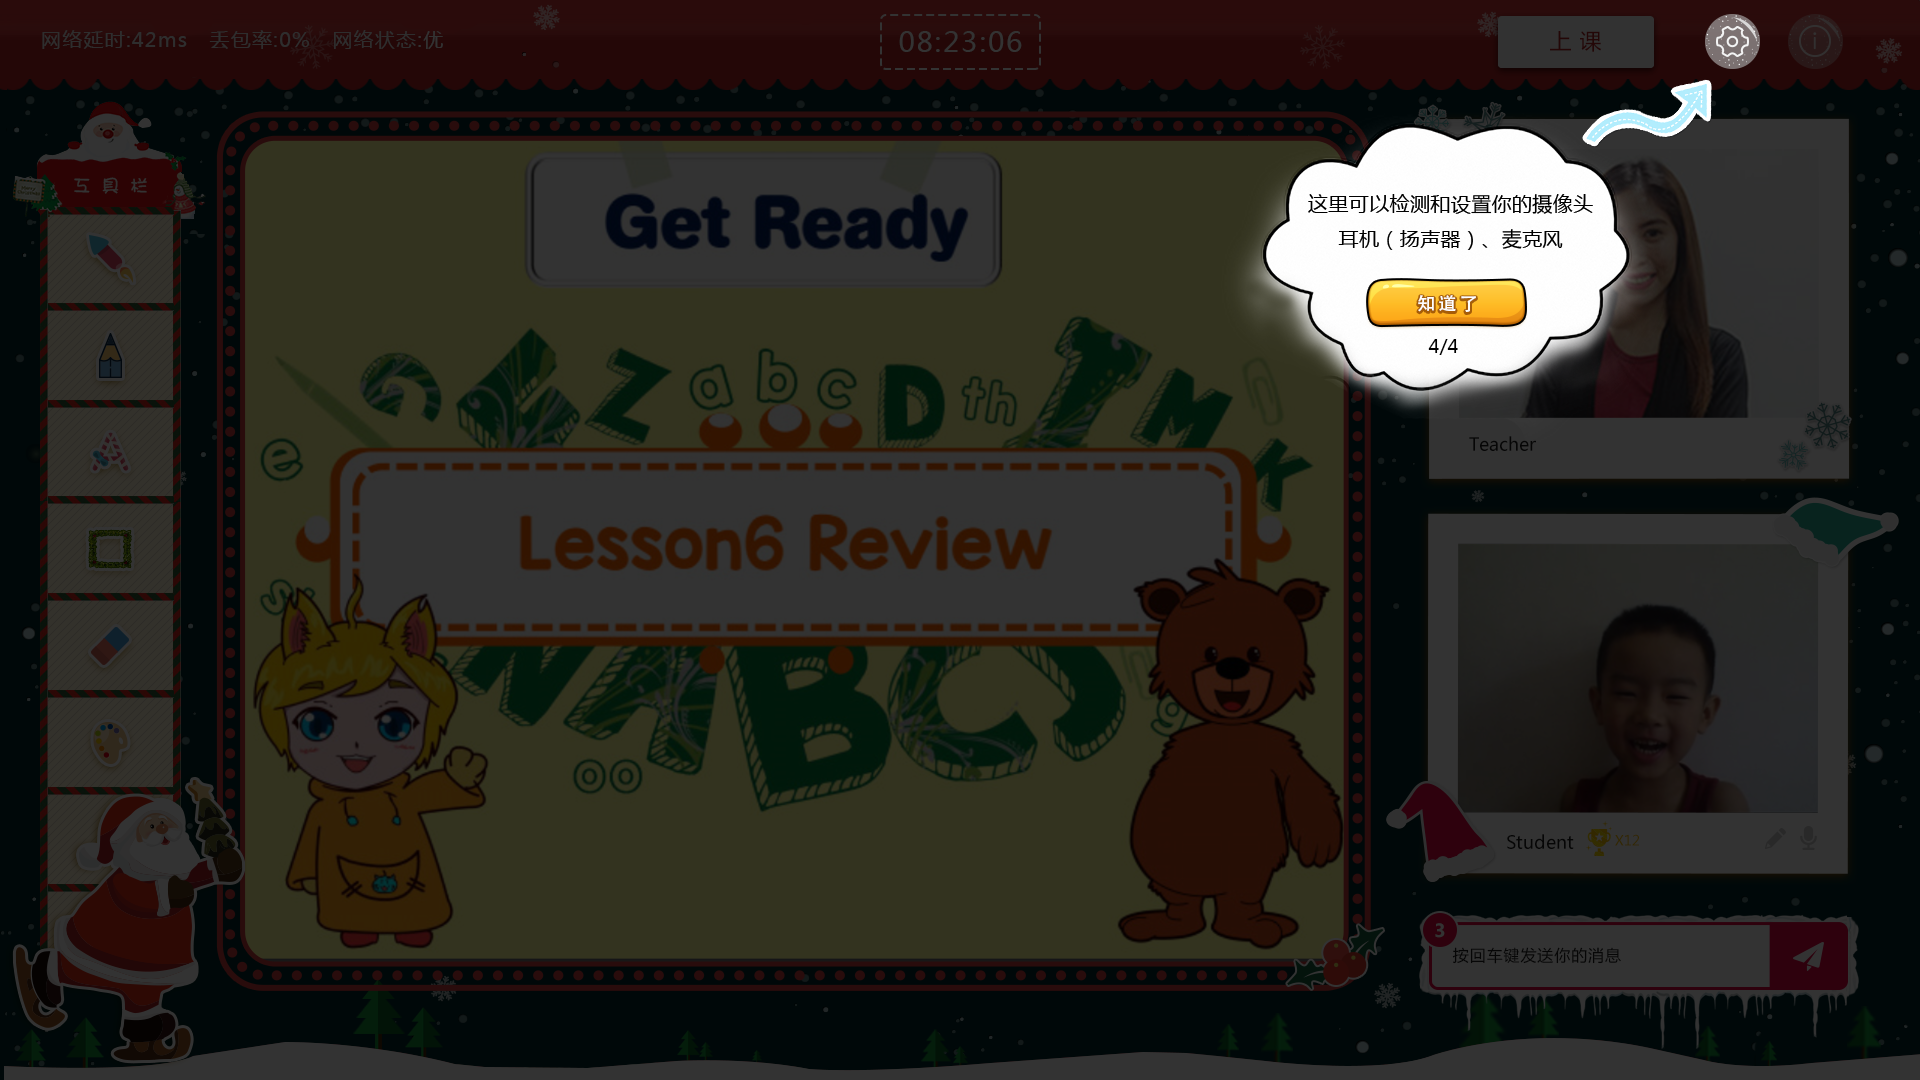 网络延时:42ms 丢包率:0% 网络状态:优
08:23:06
上 课
工具栏
Get Ready
这里可以检测和设置你的摄像头
耳机（扬声器）、麦克风
知道了
4/4
Z a b c D th
M
e
K
Lesson6 Review
s
ABC
g
oo
Teacher
Student X12
3
按回车键发送你的消息